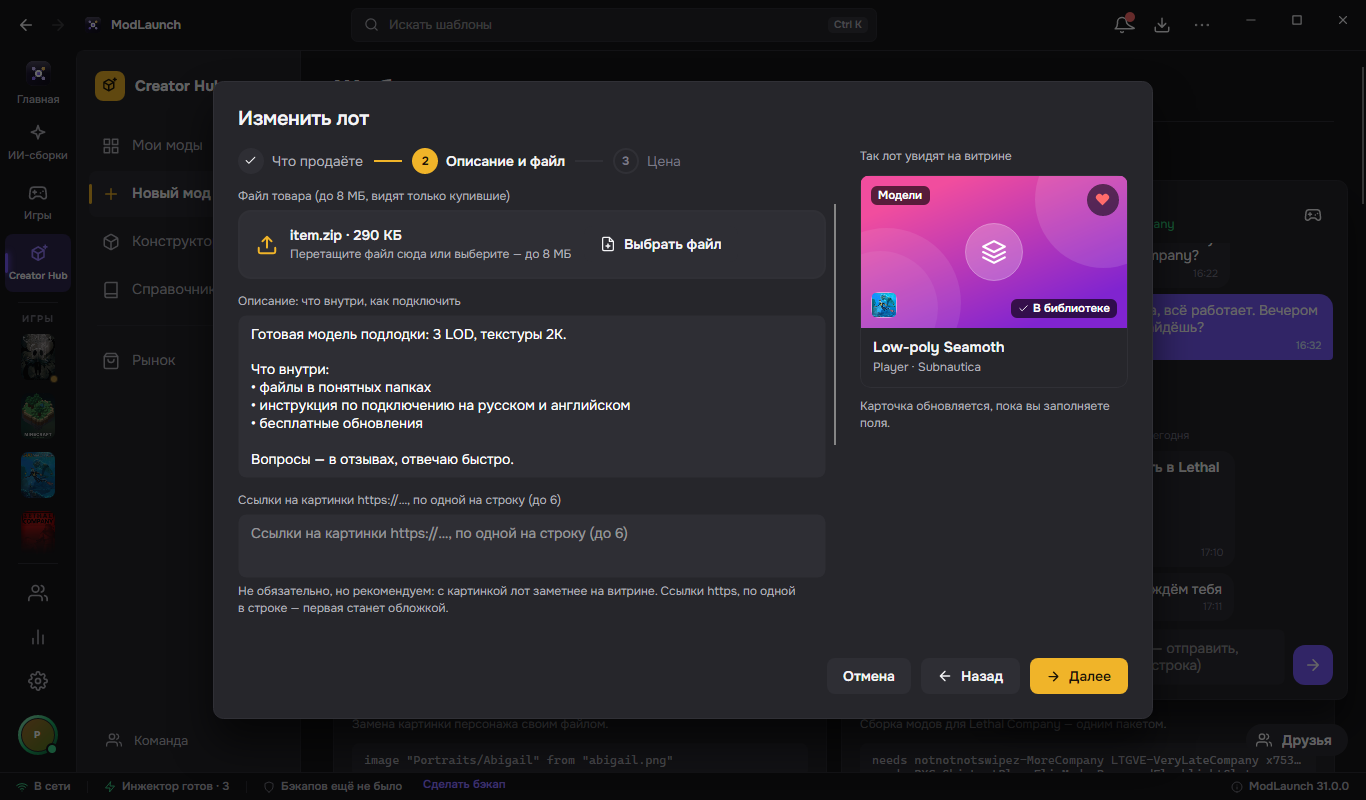 ModLaunch
Искать шаблоны
Ctrl K
Главная
ИИ-сборки
Игры
Creator Hub
ИГРЫ
MINECRAFT
Creator Hub
Мои моды
Новый мод
Конструкто
Справочник
Рынок
Команда
Изменить лот
Что продаёте
2 Описание и файл
3 Цена
Файл товара (до 8 МБ, видят только купившие)
item.zip · 290 КБ
Перетащите файл сюда или выберите — до 8 МБ
Выбрать файл
Описание: что внутри, как подключить
Готовая модель подлодки: 3 LOD, текстуры 2K.
Что внутри:
• файлы в понятных папках
• инструкция по подключению на русском и английском
• бесплатные обновления
Вопросы — в отзывах, отвечаю быстро.
Ссылки на картинки https://…, по одной на строку (до 6)
Ссылки на картинки https://…, по одной на строку (до 6)
Не обязательно, но рекомендуем: с картинкой лот заметнее на витрине. Ссылки https, по одной
в строке — первая станет обложкой.
Так лот увидят на витрине
Модели
В библиотеке
Low-poly Seamoth
Player · Subnautica
Карточка обновляется, пока вы заполняете
поля.
Отмена
Назад
Далее
any
mpany?
16:22
а, всё работает. Вечером
йдёшь?
16:32
егодня
ть в Lethal
17:10
ждём тебя
17:11
— отправить,
строка)
Замена картинки персонажа своим файлом.
image "Portraits/Abigail" from "abigail.png"
Сборка модов для Lethal Company — одним пакетом.
needs notnotnotswipez-MoreCompany LTGVE-VeryLateCompany x753…
Друзья
P
В сети
Инжектор готов · 3
Бэкапов ещё не было
Сделать бэкап
ModLaunch 31.0.0